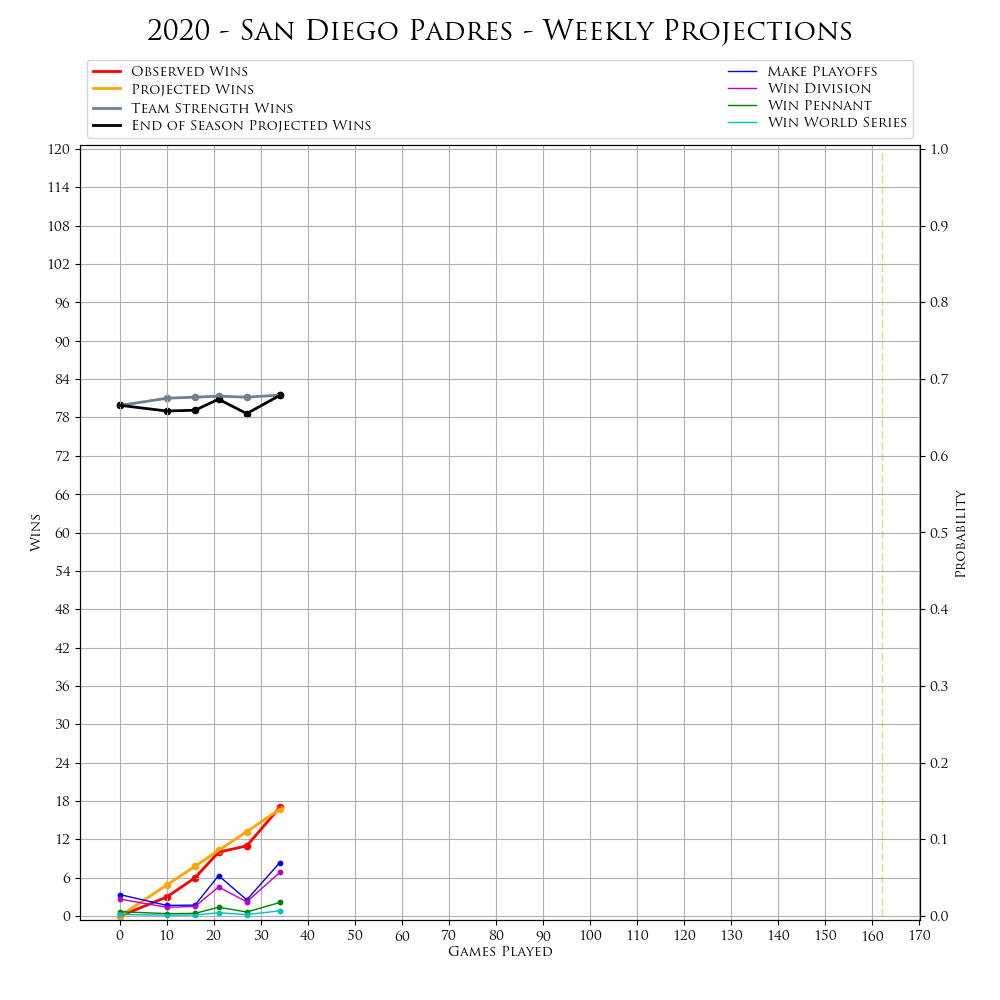 2020 - San Diego Padres - Weekly Projections
Observed Wins
Projected Wins
Team Strength Wins
End of Season Projected Wins
Make Playoffs
Win Division
Win Pennant
Win World Series
120
114
108
102
96
90
84
78
72
66
60
54
48
42
36
30
24
18
12
6
0
Wins
1.0
0.9
0.8
0.7
0.6
0.5
0.4
0.3
0.2
0.1
0.0
Probability
0 10 20 30 40 50 60 70 80 90 100 110 120 130 140 150 160 170
Games Played